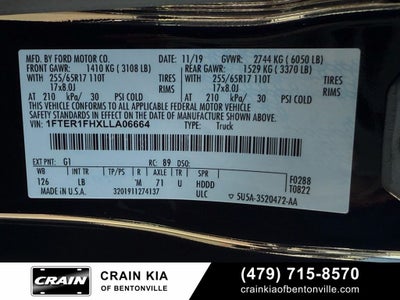 MFD. BY FORD MOTOR CO. DATE: 11/19 GVWR: 2744 KG ( 6050 LB)
FRONT GAWR: 1410 KG ( 3108 LB) REAR GAWR: 1529 KG ( 3370 LB)
WITH WITH
255/65R17 110T TIRES 255/65R17 110T TIRES
17x8.0J RIMS 17x8.0J RIMS
AT 210 kPa/ 30 PSI COLD AT 210 kPa/ 30 PSI COLD
THIS VEHICLE CONFORMS TO ALL APPLICABLE FEDERAL MOTOR VEHICLE
SAFETY STANDARDS IN EFFECT ON THE DATE OF MANUFACTURE SHOWN ABOVE.
VIN: 1FTER1FHXLLA06664
TYPE: Truck
EXT PNT: G1 RC: 89 DSO: F0288
WB INT TR TP/PS R AXLE TR SPR T0822
126 LB M 71 U HDDD
MADE IN U.S.A. 3201911274137 ULC 5U5A-3520472-AA
CRAIN
CRAIN KIA
OF BENTONVILLE
(479) 715-8570
crainkiaofbentonville.com